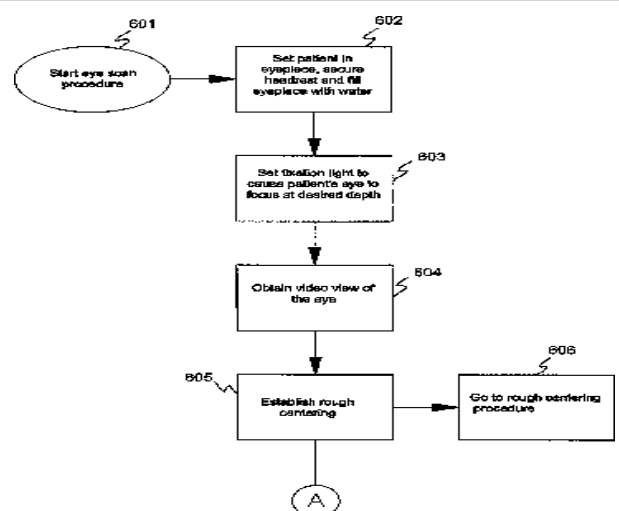 601
Start eye scan
procedure
602
Set patient in
eyepiece, secure
headrest and fill
eyepiece with water
603
Set fixation light to
cause patient's eye to
focus at desired depth
604
Obtain video view of
the eye
605
Establish rough
centering
606
Go to rough centering
procedure
A